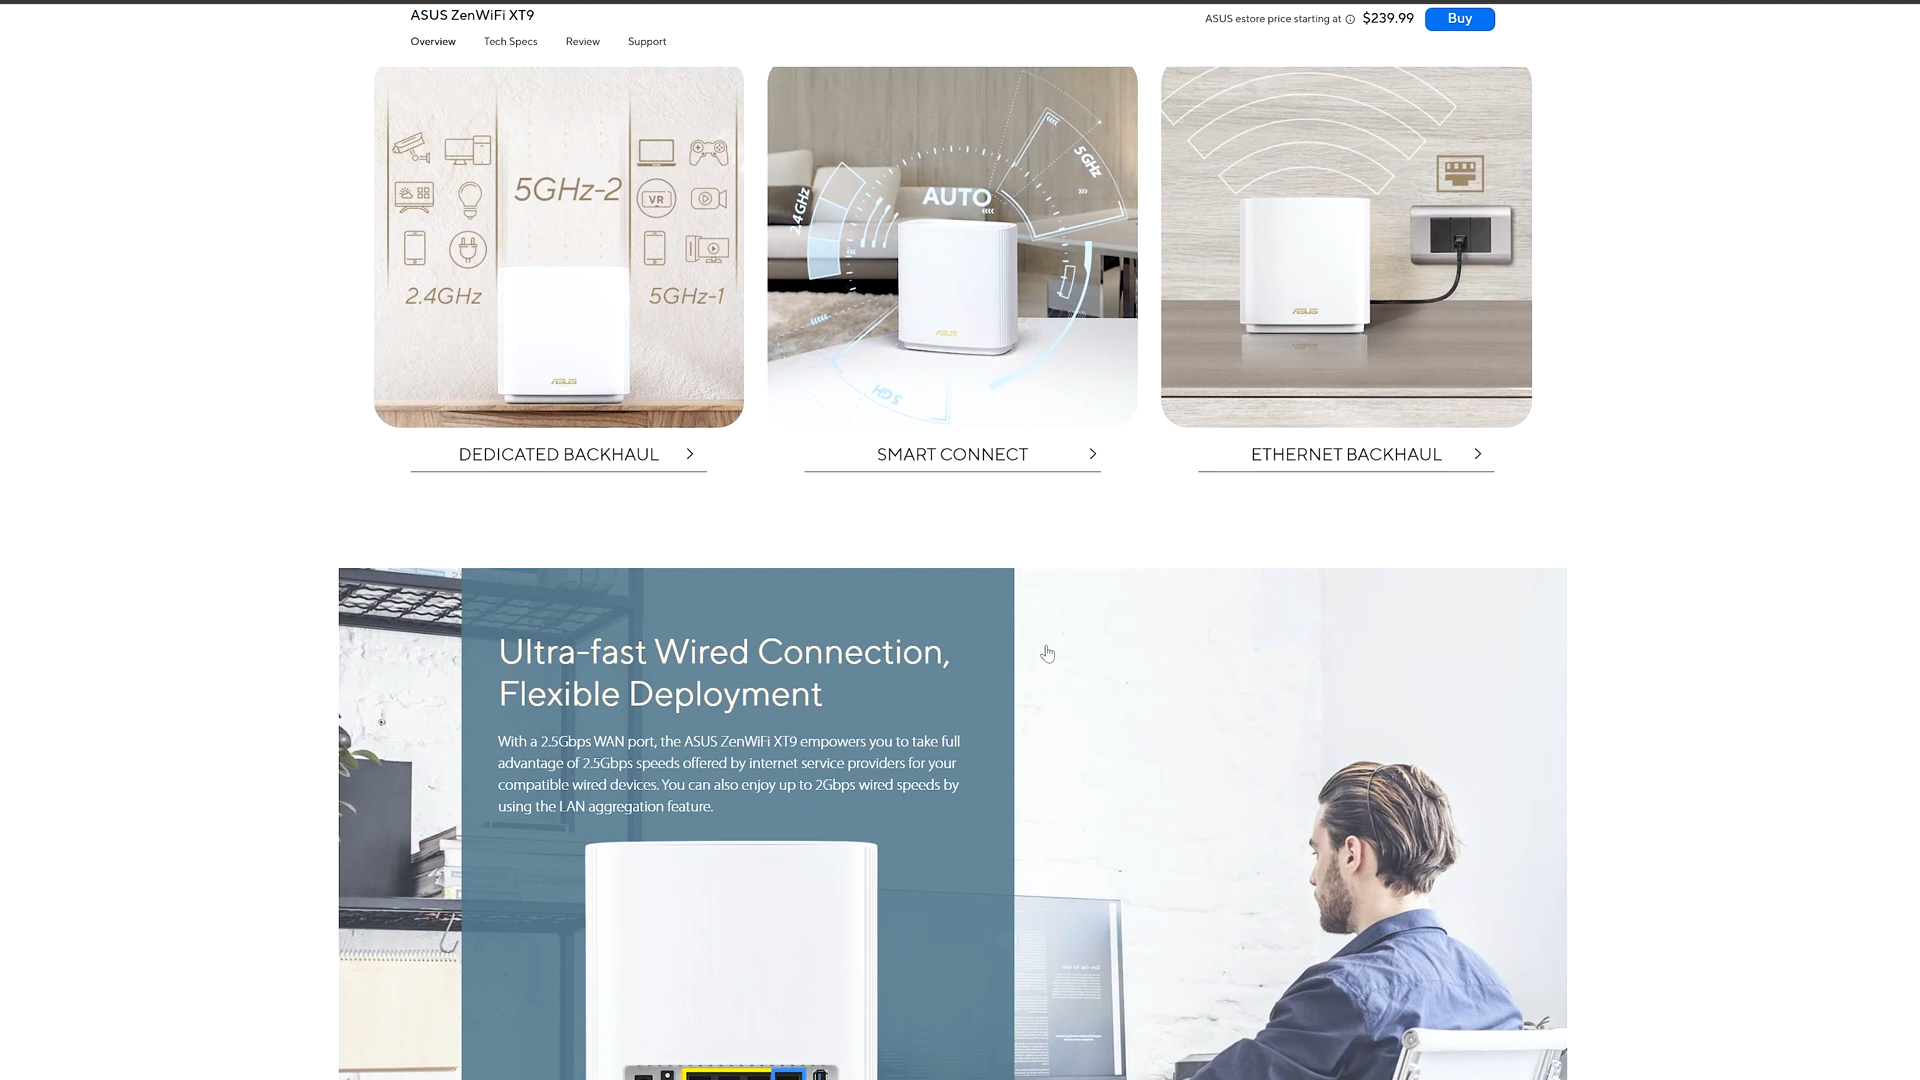 ASUS ZenWiFi XT9
ASUS estore price starting at $239.99 Buy
Overview Tech Specs Review Support
5GHz-2
VR
2.4GHz
5GHz-1
AUTO
2.4GHz
5GHz
5GH
ASUS
ASUS
ASUS
DEDICATED BACKHAUL
SMART CONNECT
ETHERNET BACKHAUL
Ultra-fast Wired Connection,
Flexible Deployment
With a 2.5Gbps WAN port, the ASUS ZenWiFi XT9 empowers you to take full
advantage of 2.5Gbps speeds offered by internet service providers for your
compatible wired devices. You can also enjoy up to 2Gbps wired speeds by
using the LAN aggregation feature.